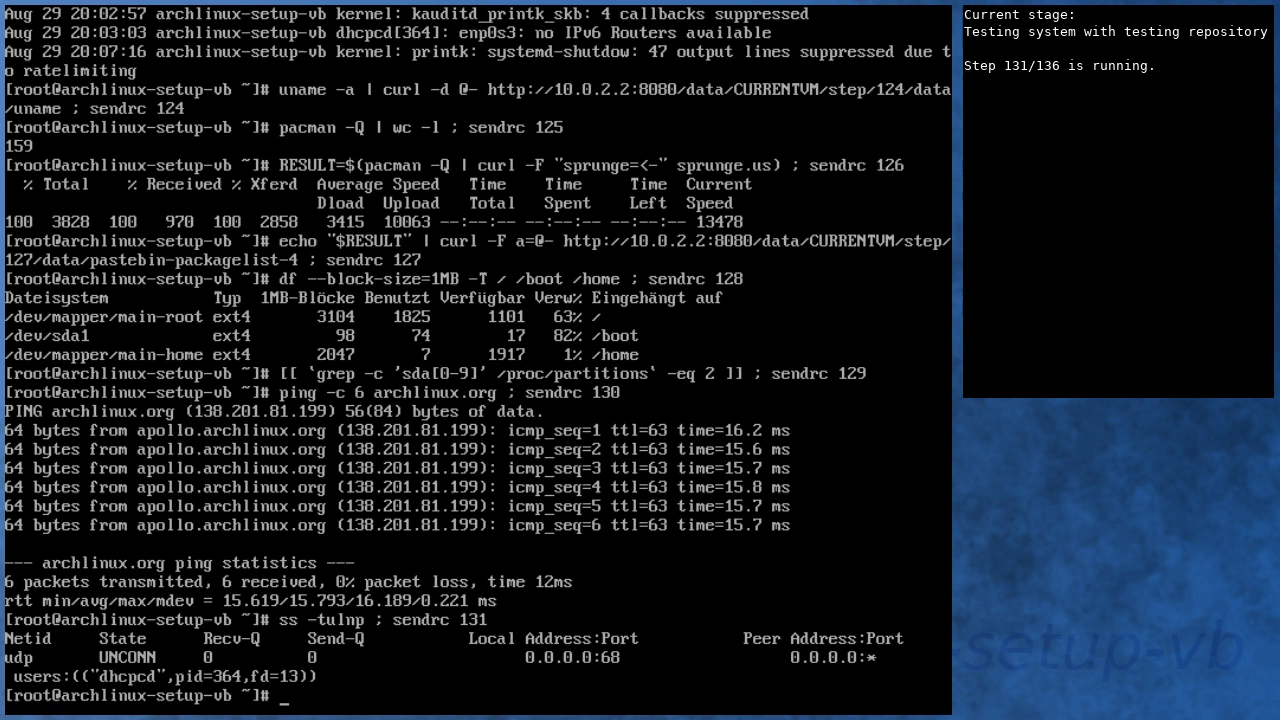 Aug 29 20:02:57 archlinux-setup-vb kernel: kauditd_printk_skb: 4 callbacks suppressed
Aug 29 20:03:03 archlinux-setup-vb dhcpcd[364]: enp0s3: no IPv6 Routers available
Aug 29 20:07:16 archlinux-setup-vb kernel: printk: systemd-shutdow: 47 output lines suppressed due t
o ratelimiting
[root@archlinux-setup-vb ~]# uname -a | curl -d @- http://10.0.2.2:8080/data/CURRENTVM/step/124/data
/uname ; sendrc 124
[root@archlinux-setup-vb ~]# pacman -Q | wc -l ; sendrc 125
159
[root@archlinux-setup-vb ~]# RESULT=$(pacman -Q | curl -F "sprunge=<-" sprunge.us) ; sendrc 126
  % Total    % Received % Xferd  Average Speed   Time    Time     Time  Current
                                 Dload  Upload   Total   Spent    Left  Speed
100  3828  100   970  100  2858   3415  10063 --:--:-- --:--:-- --:--:-- 13478
[root@archlinux-setup-vb ~]# echo "$RESULT" | curl -F a=@- http://10.0.2.2:8080/data/CURRENTVM/step/
127/data/pastebin-packagelist-4 ; sendrc 127
[root@archlinux-setup-vb ~]# df --block-size=1MB -T / /boot /home ; sendrc 128
Dateisystem           Typ  1MB-Blöcke Benutzt Verfügbar Verw% Eingehängt auf
/dev/mapper/main-root ext4       3104    1825      1101   63% /
/dev/sda1             ext4         98      74        17   82% /boot
/dev/mapper/main-home ext4       2047       7      1917    1% /home
[root@archlinux-setup-vb ~]# [[ `grep -c 'sda[0-9]' /proc/partitions` -eq 2 ]] ; sendrc 129
[root@archlinux-setup-vb ~]# ping -c 6 archlinux.org ; sendrc 130
PING archlinux.org (138.201.81.199) 56(84) bytes of data.
64 bytes from apollo.archlinux.org (138.201.81.199): icmp_seq=1 ttl=63 time=16.2 ms
64 bytes from apollo.archlinux.org (138.201.81.199): icmp_seq=2 ttl=63 time=15.6 ms
64 bytes from apollo.archlinux.org (138.201.81.199): icmp_seq=3 ttl=63 time=15.7 ms
64 bytes from apollo.archlinux.org (138.201.81.199): icmp_seq=4 ttl=63 time=15.8 ms
64 bytes from apollo.archlinux.org (138.201.81.199): icmp_seq=5 ttl=63 time=15.7 ms
64 bytes from apollo.archlinux.org (138.201.81.199): icmp_seq=6 ttl=63 time=15.7 ms
--- archlinux.org ping statistics ---
6 packets transmitted, 6 received, 0% packet loss, time 12ms
rtt min/avg/max/mdev = 15.619/15.793/16.189/0.221 ms
[root@archlinux-setup-vb ~]# ss -tulnp ; sendrc 131
Netid     State     Recv-Q     Send-Q           Local Address:Port           Peer Address:Port
udp       UNCONN    0          0                      0.0.0.0:68                  0.0.0.0:*
 users:(("dhcpcd",pid=364,fd=13))
[root@archlinux-setup-vb ~]# _
Current stage:
Testing system with testing repository
Step 131/136 is running.
-setup-vb